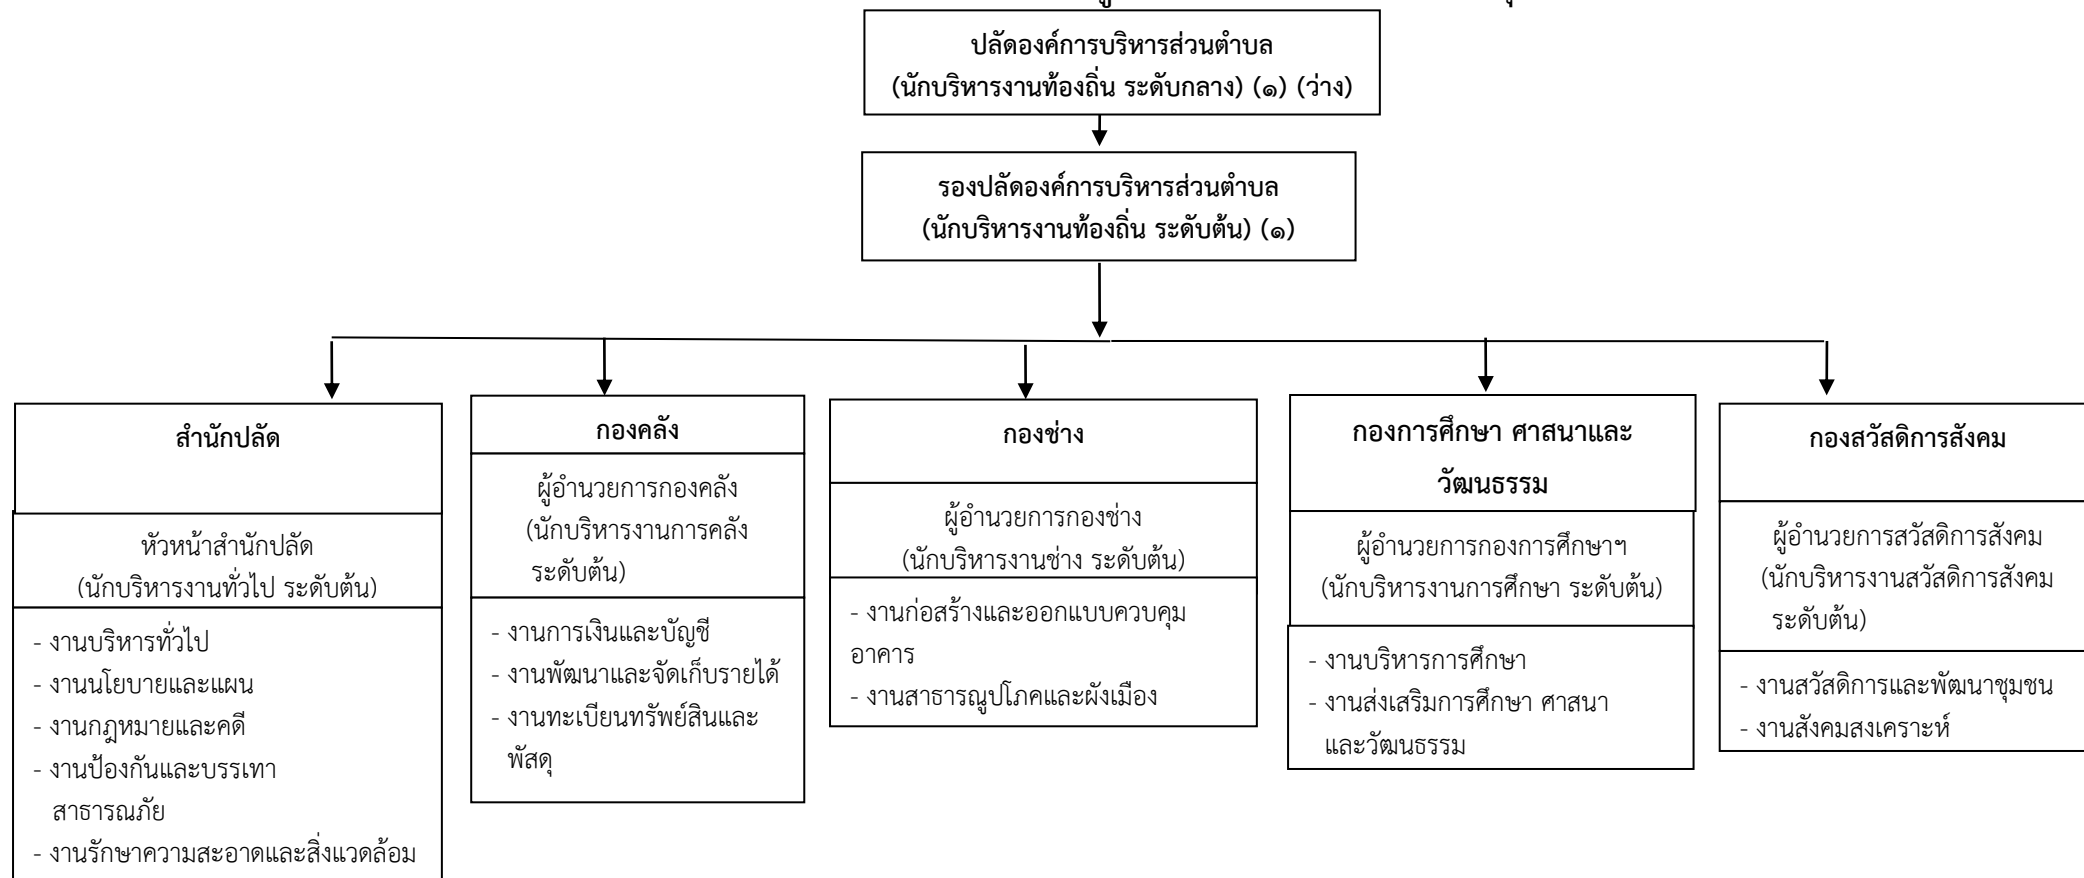 ปลัดองค์การบริหารส่วนตำบล
(นักบริหารงานท้องถิ่น ระดับกลาง) (๑) (ว่าง)
รองปลัดองค์การบริหารส่วนตำบล
(นักบริหารงานท้องถิ่น ระดับต้น) (๑)
สำนักปลัด
หัวหน้าสำนักปลัด
(นักบริหารงานทั่วไป ระดับต้น)
- งานบริหารทั่วไป
- งานนโยบายและแผน
- งานกฎหมายและคดี
- งานป้องกันและบรรเทา
สาธารณภัย
- งานรักษาความสะอาดและสิ่งแวดล้อม
กองคลัง
ผู้อำนวยการกองคลัง
(นักบริหารงานการคลัง
ระดับต้น)
- งานการเงินและบัญชี
- งานพัฒนาและจัดเก็บรายได้
- งานทะเบียนทรัพย์สินและ
พัสดุ
กองช่าง
ผู้อำนวยการกองช่าง
(นักบริหารงานช่าง ระดับต้น)
- งานก่อสร้างและออกแบบควบคุม
อาคาร
- งานสาธารณูปโภคและผังเมือง
กองการศึกษา ศาสนาและ
วัฒนธรรม
ผู้อำนวยการกองการศึกษาฯ
(นักบริหารงานการศึกษา ระดับต้น)
- งานบริหารการศึกษา
- งานส่งเสริมการศึกษา ศาสนา
และวัฒนธรรม
กองสวัสดิการสังคม
ผู้อำนวยการสวัสดิการสังคม
(นักบริหารงานสวัสดิการสังคม
ระดับต้น)
- งานสวัสดิการและพัฒนาชุมชน
- งานสังคมสงเคราะห์